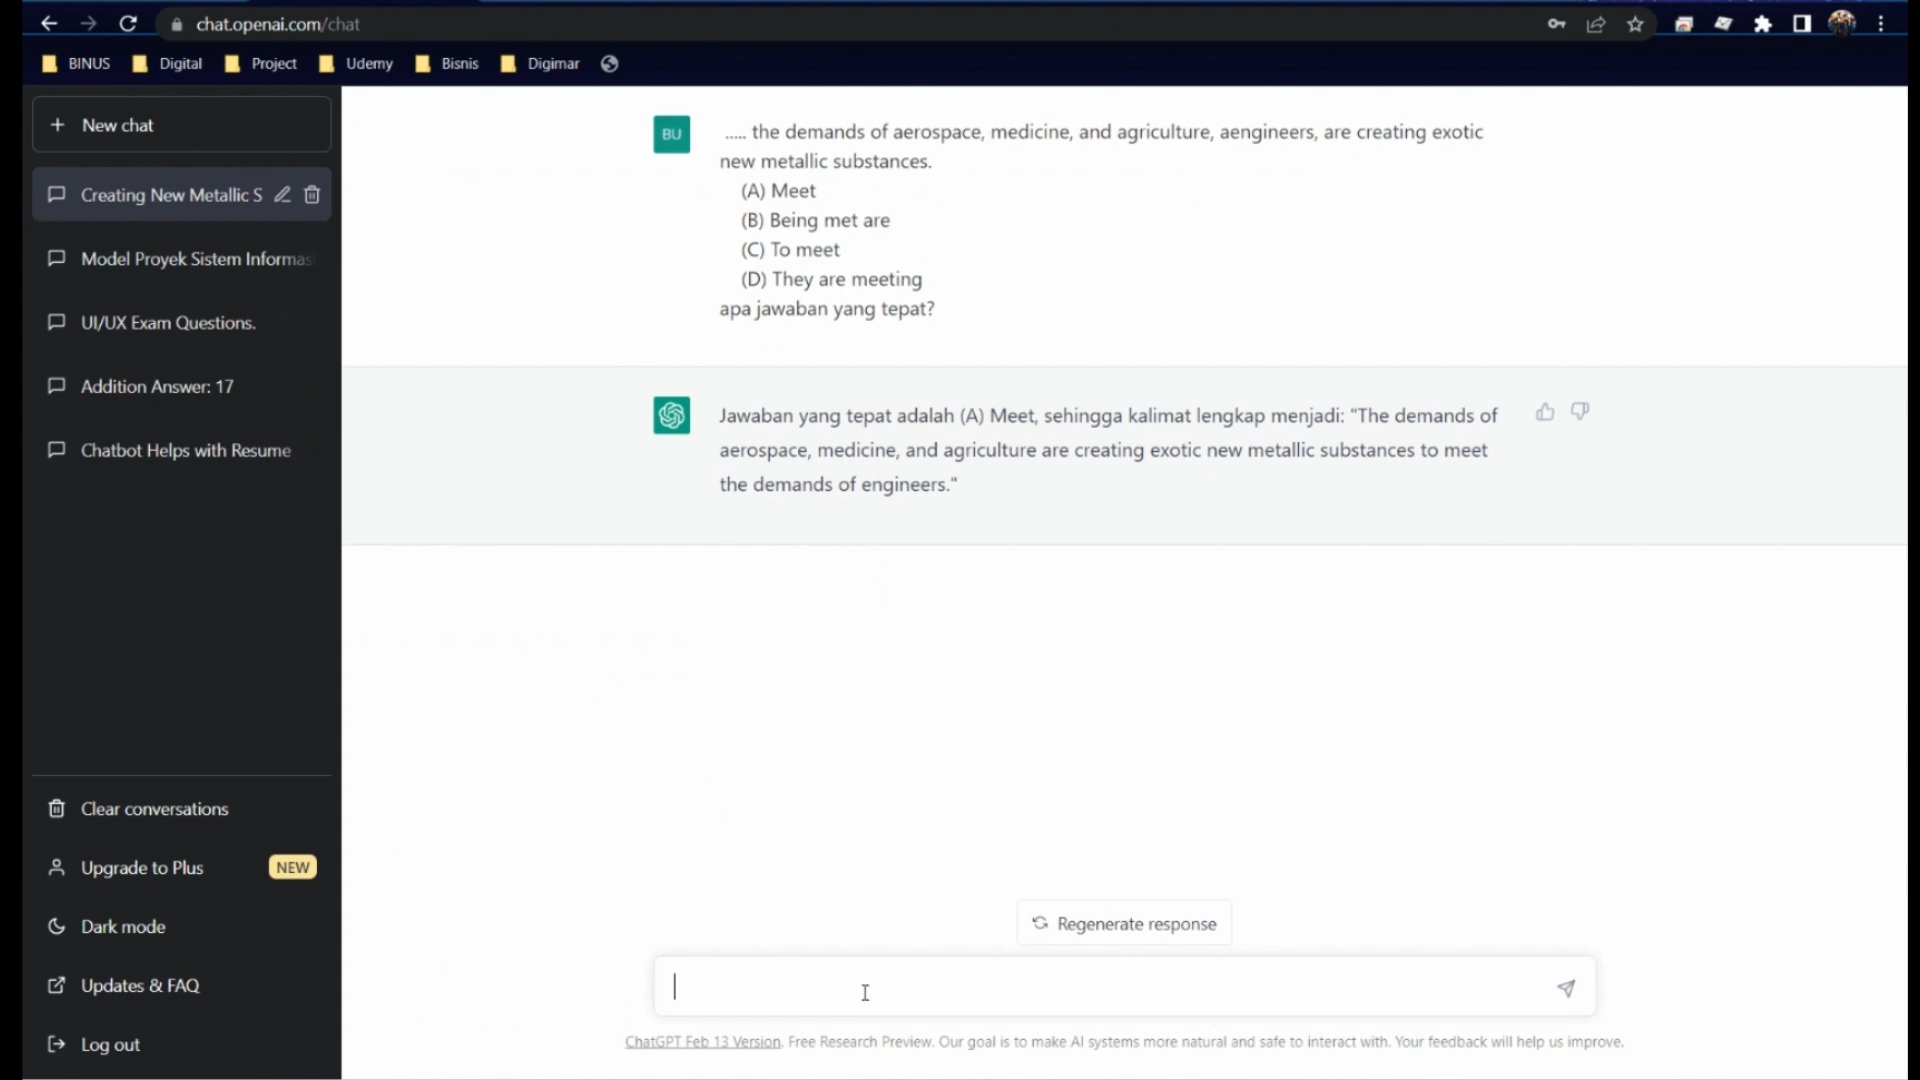 chat.openai.com/chat
BINUS Digital Project Udemy Bisnis Digimar
New chat
Creating New Metallic S
Model Proyek Sistem Informas
UI/UX Exam Questions.
Addition Answer: 17
Chatbot Helps with Resume
Clear conversations
Upgrade to Plus NEW
Dark mode
Updates & FAQ
Log out
BU
..... the demands of aerospace, medicine, and agriculture, aengineers, are creating exotic
new metallic substances.
(A) Meet
(B) Being met are
(C) To meet
(D) They are meeting
apa jawaban yang tepat?
Jawaban yang tepat adalah (A) Meet, sehingga kalimat lengkap menjadi: "The demands of
aerospace, medicine, and agriculture are creating exotic new metallic substances to meet
the demands of engineers."
Regenerate response
ChatGPT Feb 13 Version. Free Research Preview. Our goal is to make AI systems more natural and safe to interact with. Your feedback will help us improve.